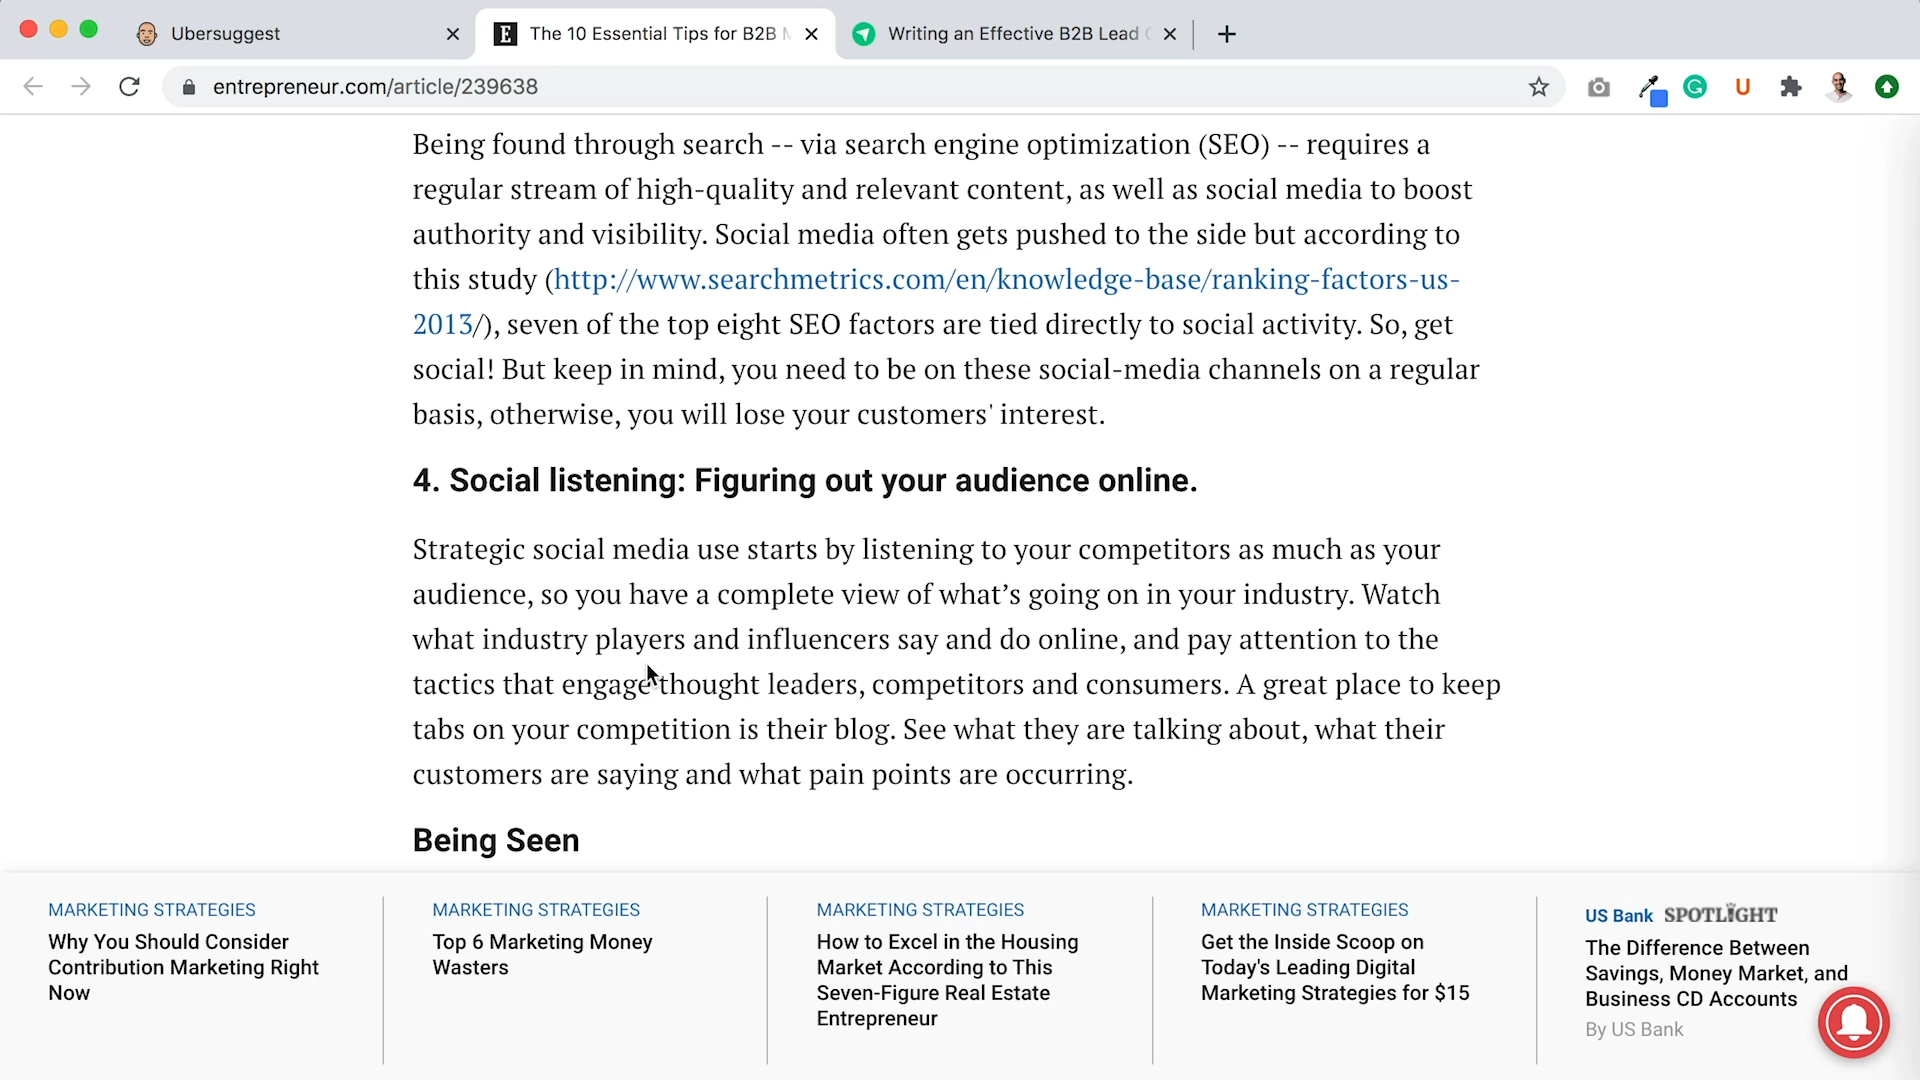 Ubersuggest
The 10 Essential Tips for B2B
Writing an Effective B2B Lead
entrepreneur.com/article/239638
Being found through search -- via search engine optimization (SEO) -- requires a
regular stream of high-quality and relevant content, as well as social media to boost
authority and visibility. Social media often gets pushed to the side but according to
this study (http://www.searchmetrics.com/en/knowledge-base/ranking-factors-us-
2013/), seven of the top eight SEO factors are tied directly to social activity. So, get
social! But keep in mind, you need to be on these social-media channels on a regular
basis, otherwise, you will lose your customers' interest.
4. Social listening: Figuring out your audience online.
Strategic social media use starts by listening to your competitors as much as your
audience, so you have a complete view of what’s going on in your industry. Watch
what industry players and influencers say and do online, and pay attention to the
tactics that engage thought leaders, competitors and consumers. A great place to keep
tabs on your competition is their blog. See what they are talking about, what their
customers are saying and what pain points are occurring.
Being Seen
MARKETING STRATEGIES
Why You Should Consider
Contribution Marketing Right
Now
MARKETING STRATEGIES
Top 6 Marketing Money
Wasters
MARKETING STRATEGIES
How to Excel in the Housing
Market According to This
Seven-Figure Real Estate
Entrepreneur
MARKETING STRATEGIES
Get the Inside Scoop on
Today's Leading Digital
Marketing Strategies for $15
US Bank SPOTLIGHT
The Difference Between
Savings, Money Market, and
Business CD Accounts
By US Bank